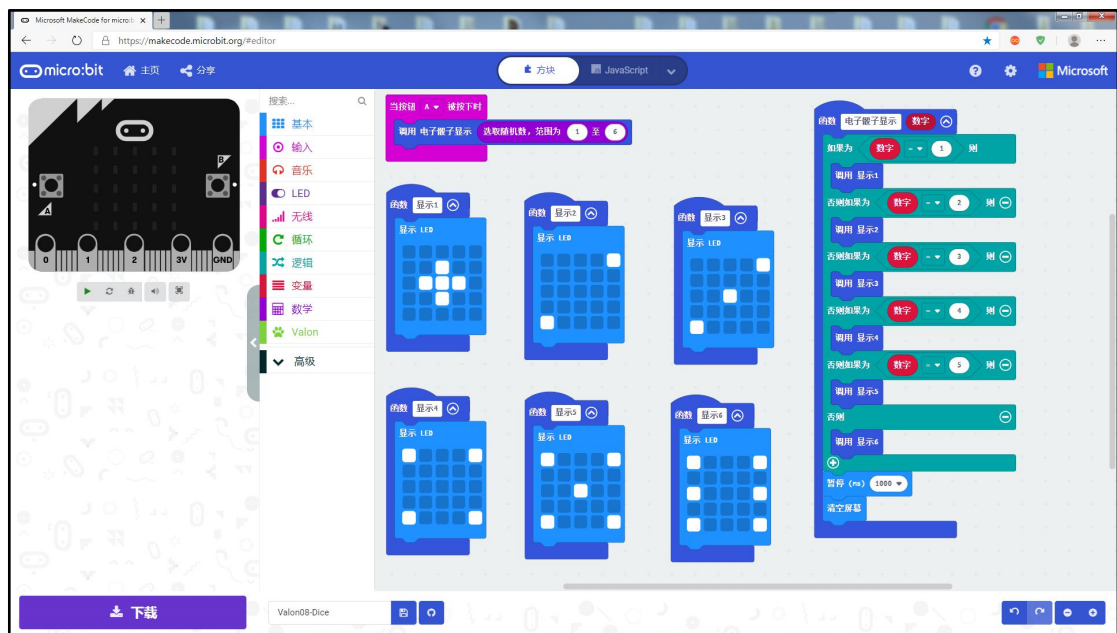 Microsoft MakeCode for micro:b
https://makecode.microbit.org/#editor
micro:bit 主页 分享 方块 JavaScript Microsoft
搜索...
基本
输入
音乐
LED
无线
循环
逻辑
变量
数学
Valon
高级
A
B
0 1 2 3V GND
当按钮 A 被按下时
调用 电子骰子显示 选取随机数，范围为 1 至 6
函数 显示1
显示 LED
函数 显示2
显示 LED
函数 显示3
显示 LED
函数 显示4
显示 LED
函数 显示5
显示 LED
函数 显示6
显示 LED
函数 电子骰子显示 数字
如果为 数字 = 1 则
调用 显示1
否则如果为 数字 = 2 则
调用 显示2
否则如果为 数字 = 3 则
调用 显示3
否则如果为 数字 = 4 则
调用 显示4
否则如果为 数字 = 5 则
调用 显示5
否则
调用 显示6
暂停 (ms) 1000
清空屏幕
下载
Valon08-Dice